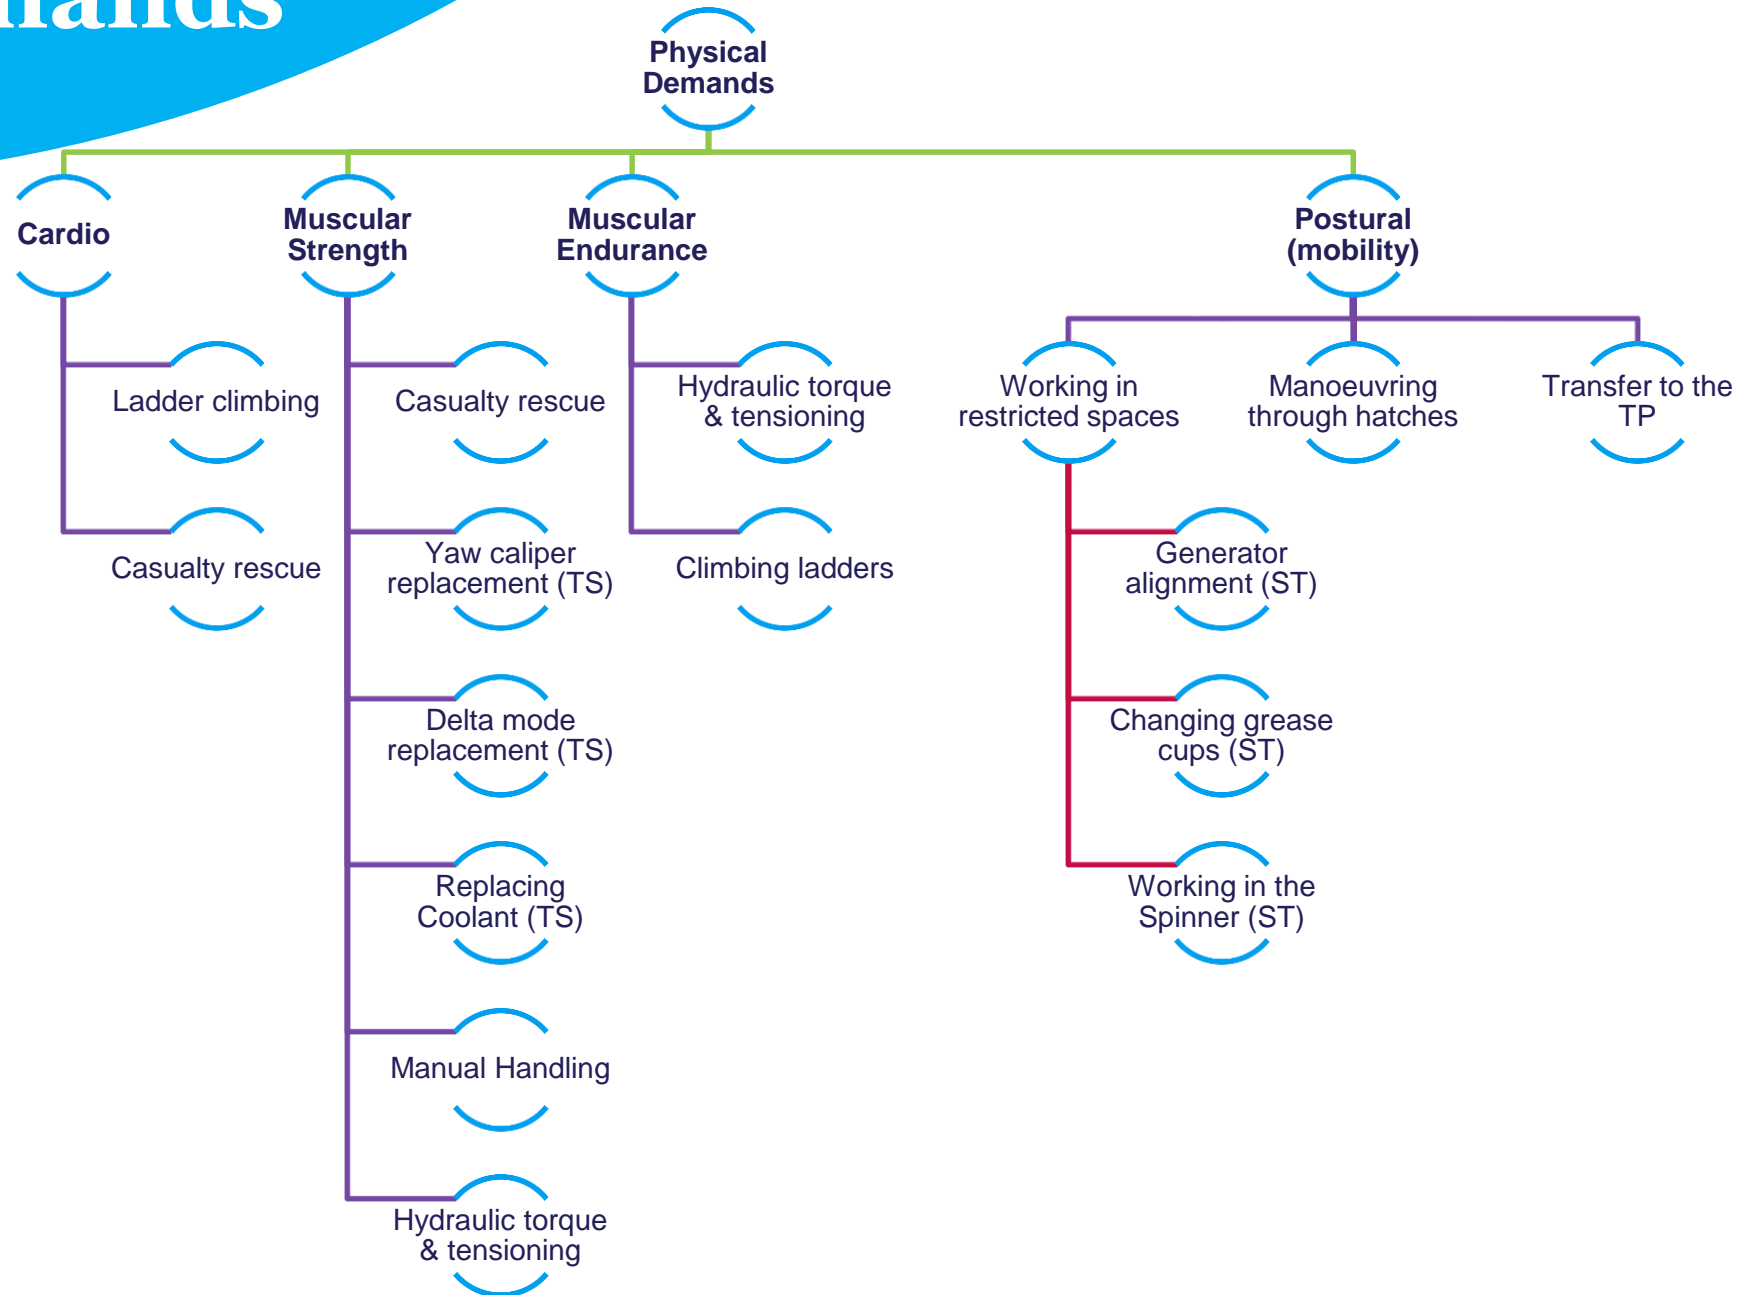 Physical
Demands
Cardio
Muscular
Strength
Muscular
Endurance
Postural
(mobility)
Ladder climbing
Casualty rescue
Casualty rescue
Yaw caliper
replacement (TS)
Delta mode
replacement (TS)
Replacing
Coolant (TS)
Manual Handling
Hydraulic torque
& tensioning
Hydraulic torque
& tensioning
Climbing ladders
Working in
restricted spaces
Generator
alignment (ST)
Changing grease
cups (ST)
Working in the
Spinner (ST)
Manoeuvring
through hatches
Transfer to the
TP